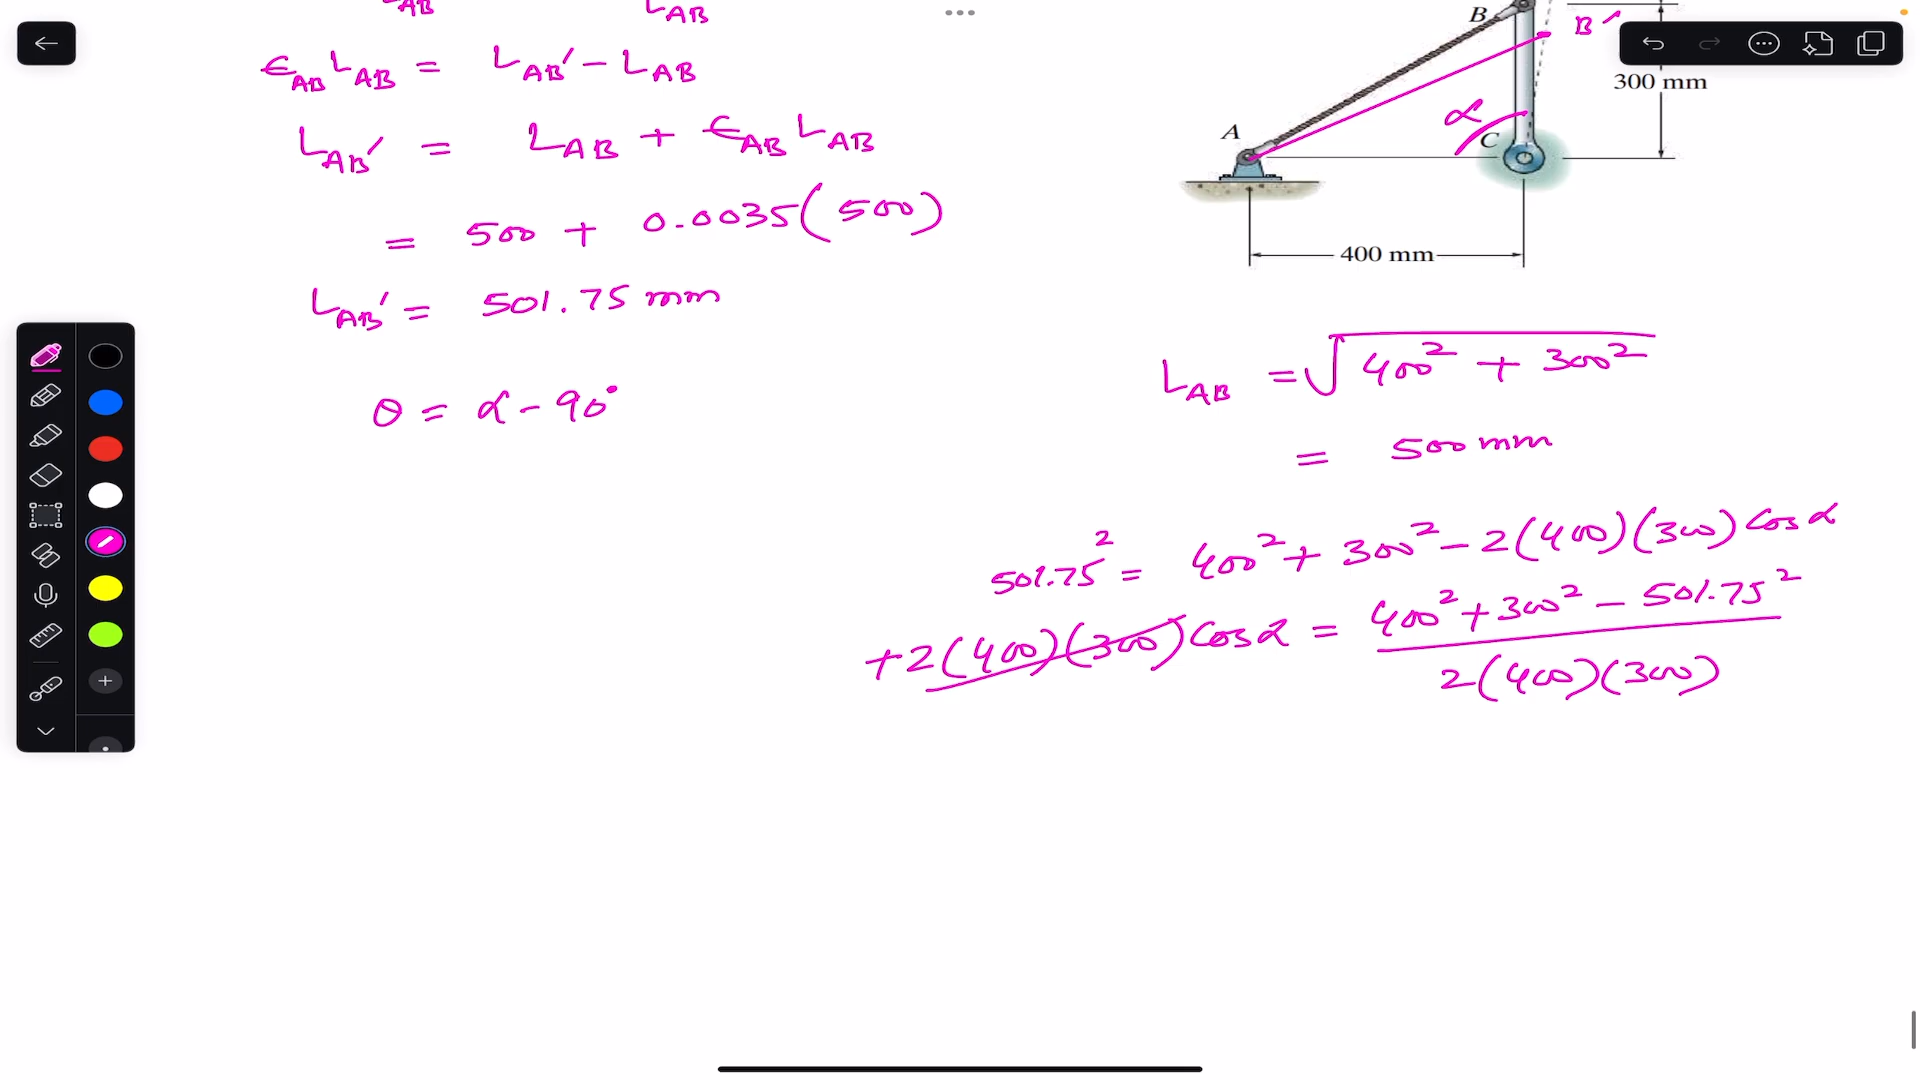 ϵ_AB L_AB = L_AB′ − L_AB
L_AB′ = L_AB + ϵ_AB L_AB
= 500 + 0.0035(500)
L_AB′ = 501.75 mm
θ = α − 90°
L_AB L_AB
B
B′
300 mm
A
α
C
400 mm
L_AB = √(400² + 300²)
= 500 mm
501.75² = 400² + 300² − 2(400)(300) cos α
+2(400)(300) cos α = 400² + 300² − 501.75²
2(400)(300)